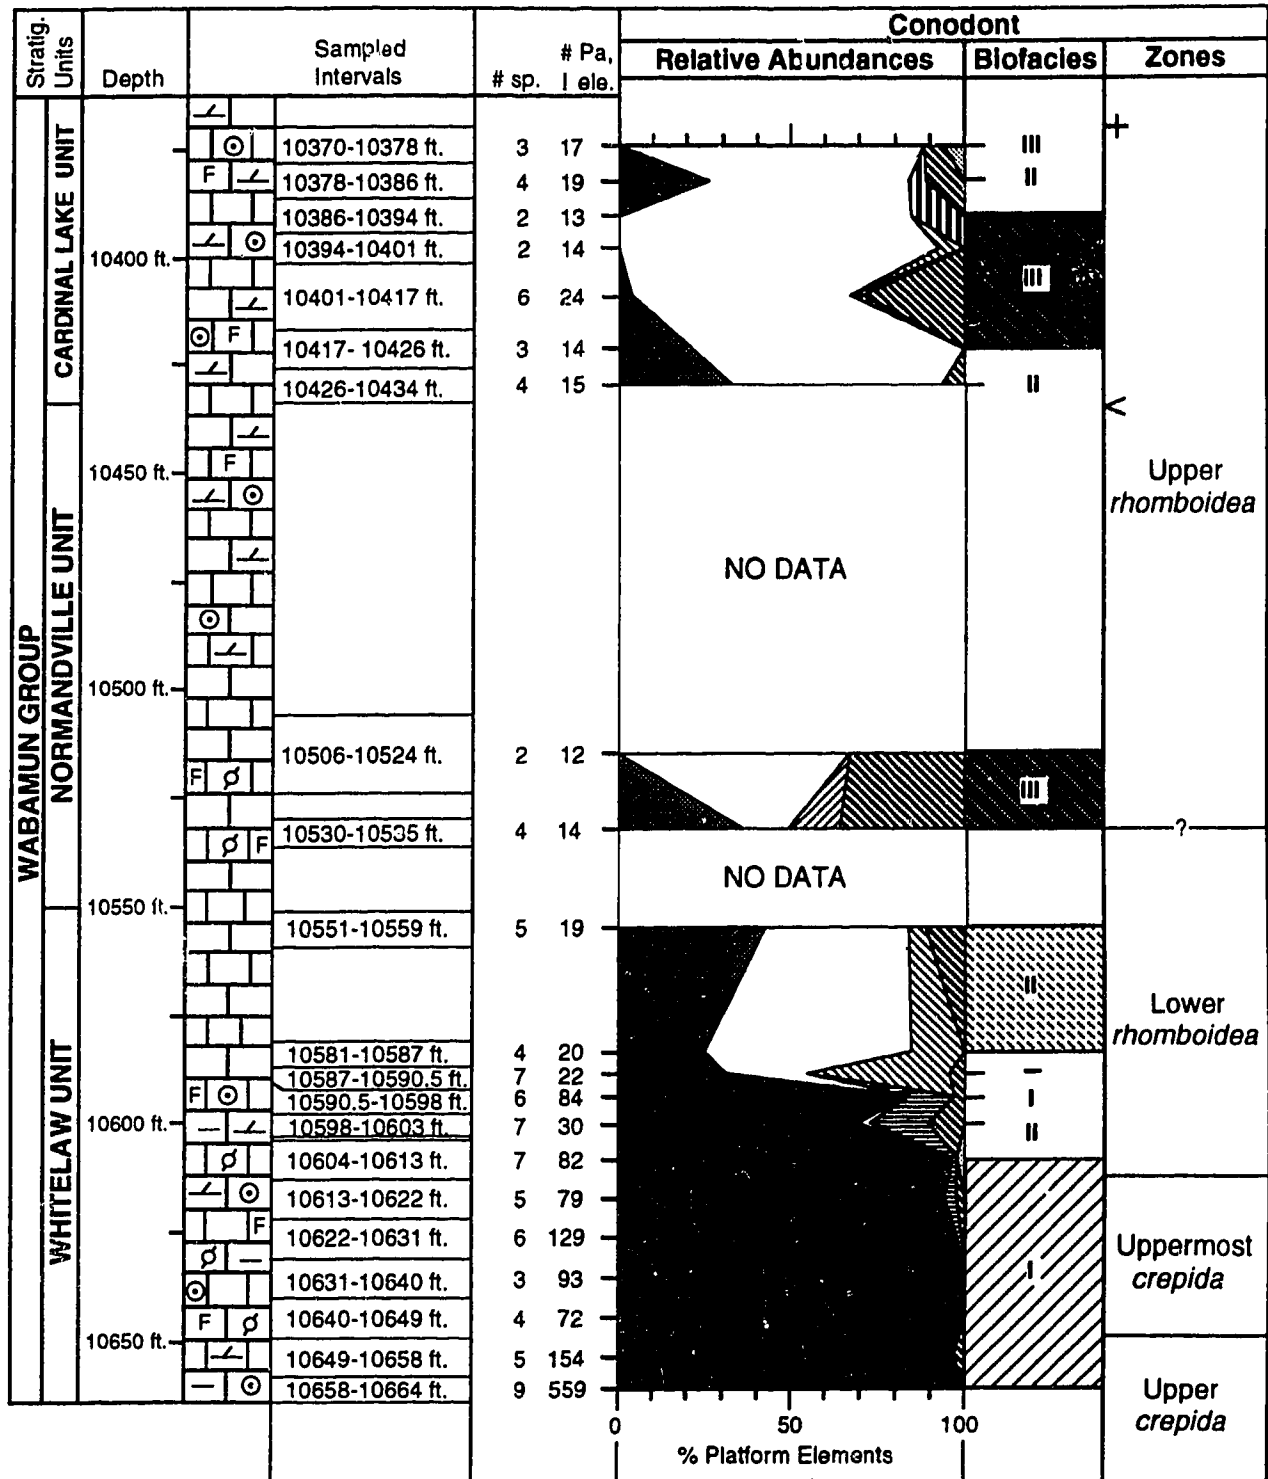 Stratig. Units
Depth
Sampled Intervals
# sp.
# Pa, I ele.
Conodont
Relative Abundances
Biofacies
Zones
WABAMUN GROUP
CARDINAL LAKE UNIT
NORMANDVILLE UNIT
WHITELAW UNIT
10370-10378 ft. 3 17 III +
F 10378-10386 ft. 4 19 II
10386-10394 ft. 2 13
10400 ft. 10394-10401 ft. 2 14
III
10401-10417 ft. 6 24
F 10417- 10426 ft. 3 14
10426-10434 ft. 4 15 II
<
10450 ft. F
Upper
rhomboidea
NO DATA
10500 ft.
10506-10524 ft. 2 12
F ø
III
10530-10535 ft. 4 14 ?
ø F
NO DATA
10550 ft.
10551-10559 ft. 5 19
II
Lower
rhomboidea
10581-10587 ft. 4 20
10587-10590.5 ft. 7 22 –
F 10590.5-10598 ft. 6 84 I
10600 ft. 10598-10603 ft. 7 30 II
ø 10604-10613 ft. 7 82
10613-10622 ft. 5 79
F 10622-10631 ft. 6 129
Uppermost
crepida
ø
I
10631-10640 ft. 3 93
F ø 10640-10649 ft. 4 72
10650 ft. 10649-10658 ft. 5 154
10658-10664 ft. 9 559
Upper
crepida
0 50 100
% Platform Elements